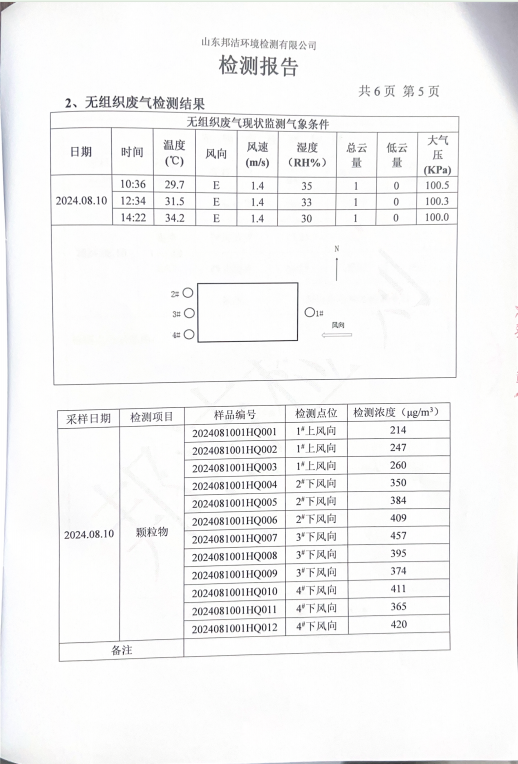 山东邦洁环境检测有限公司
检测报告
共 6 页 第 5 页
2、无组织废气检测结果
无组织废气现状监测气象条件
日期 时间 温度(℃) 风向 风速(m/s) 湿度(RH%) 总云量 低云量 大气压(KPa)
2024.08.10 10:36 29.7 E 1.4 35 1 0 100.5
12:34 31.5 E 1.4 33 1 0 100.3
14:22 34.2 E 1.4 30 1 0 100.0
N
2#
3# 1#
风向
4#
采样日期 检测项目 样品编号 检测点位 检测浓度(μg/m³)
2024.08.10 颗粒物 2024081001HQ001 1#上风向 214
2024081001HQ002 1#上风向 247
2024081001HQ003 1#上风向 260
2024081001HQ004 2#下风向 350
2024081001HQ005 2#下风向 384
2024081001HQ006 2#下风向 409
2024081001HQ007 3#下风向 457
2024081001HQ008 3#下风向 395
2024081001HQ009 3#下风向 374
2024081001HQ010 4#下风向 411
2024081001HQ011 4#下风向 365
2024081001HQ012 4#下风向 420
备注